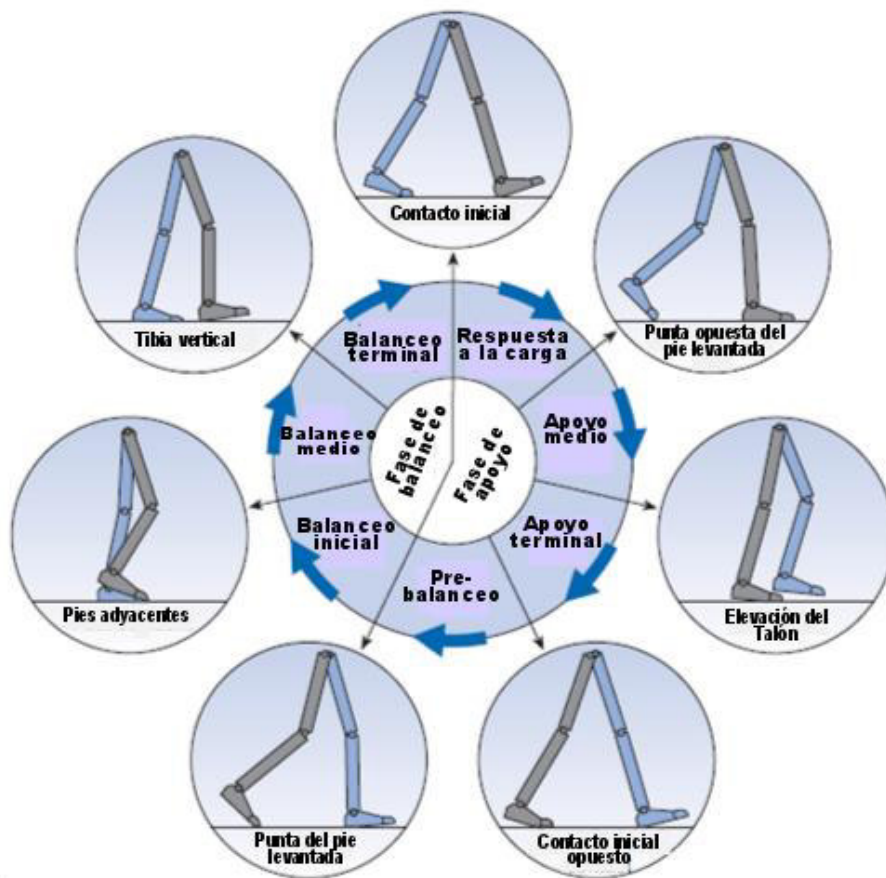 Contacto inicial
Punta opuesta del
pie levantada
Elevación del
Talón
Contacto inicial
opuesto
Punta del pie
levantada
Pies adyacentes
Tibia vertical
Respuesta
a la carga
Apoyo
medio
Apoyo
terminal
Pre-
balanceo
Balanceo
inicial
Balanceo
medio
Balanceo
terminal
Fase de
balanceo
Fase de
apoyo